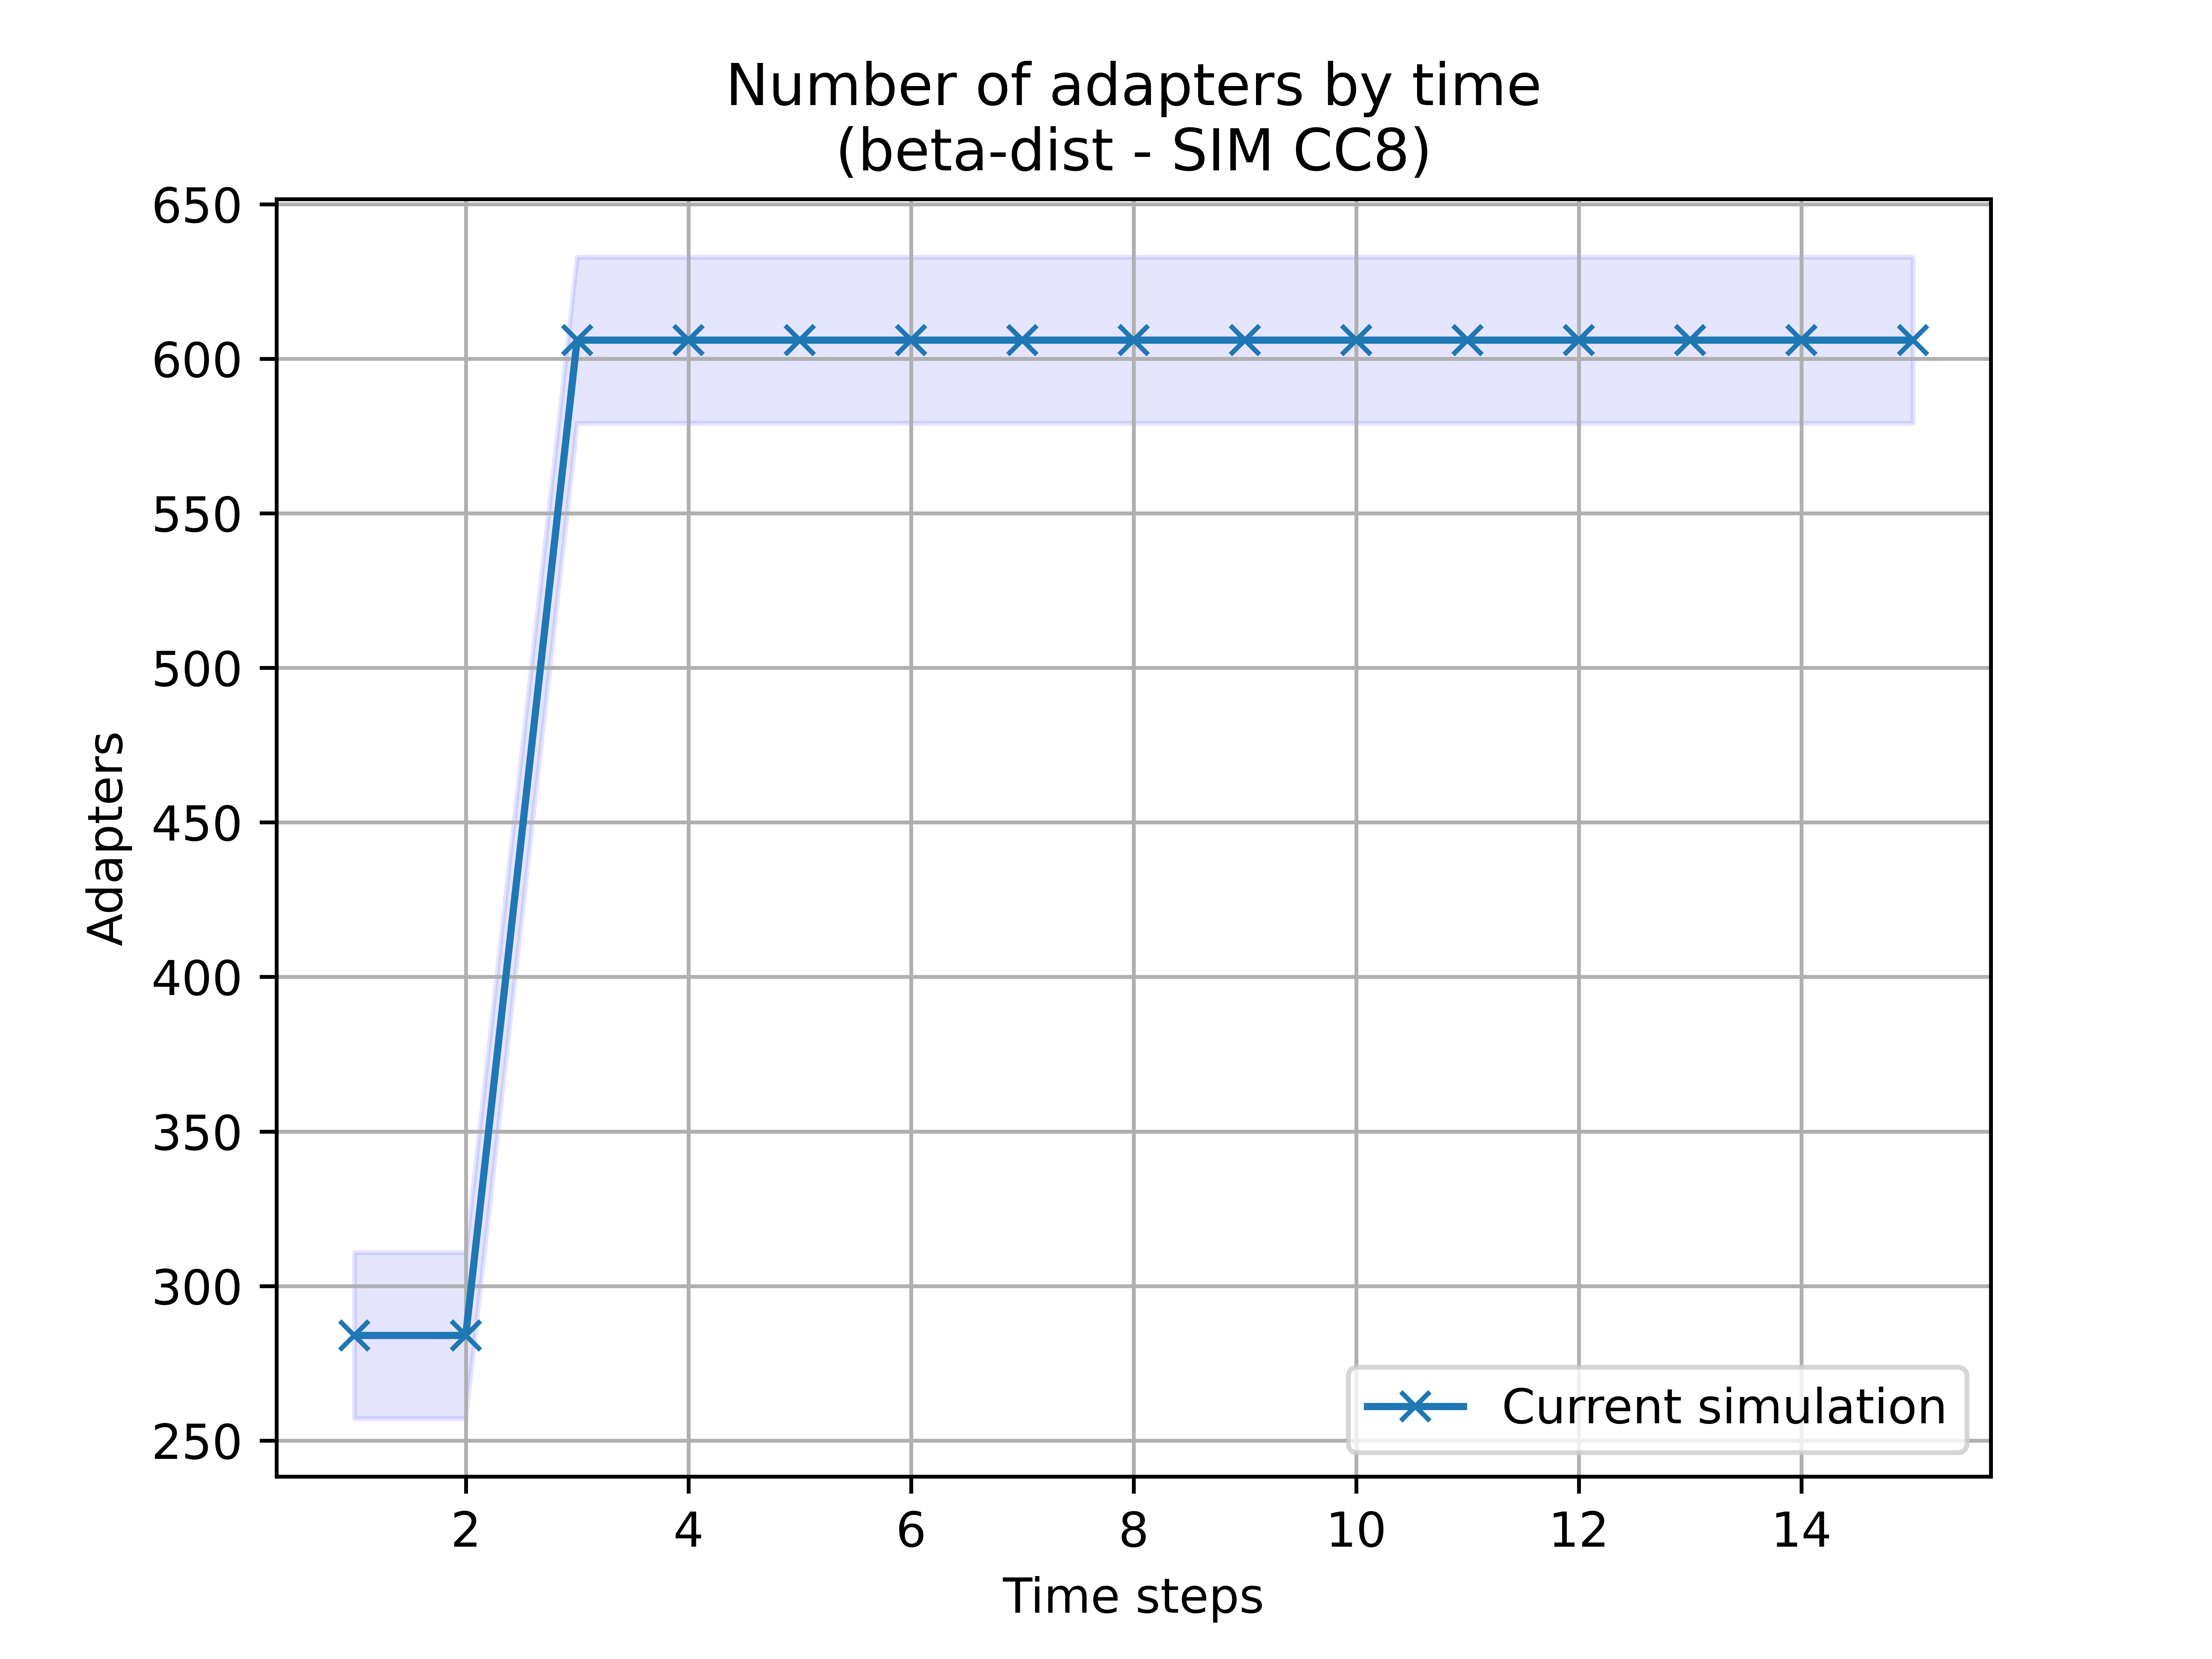 Number of adapters by time
(beta-dist - SIM CC8)
650
600
550
500
450
400
350
300
250
Adapters
2 4 6 8 10 12 14
Time steps
Current simulation